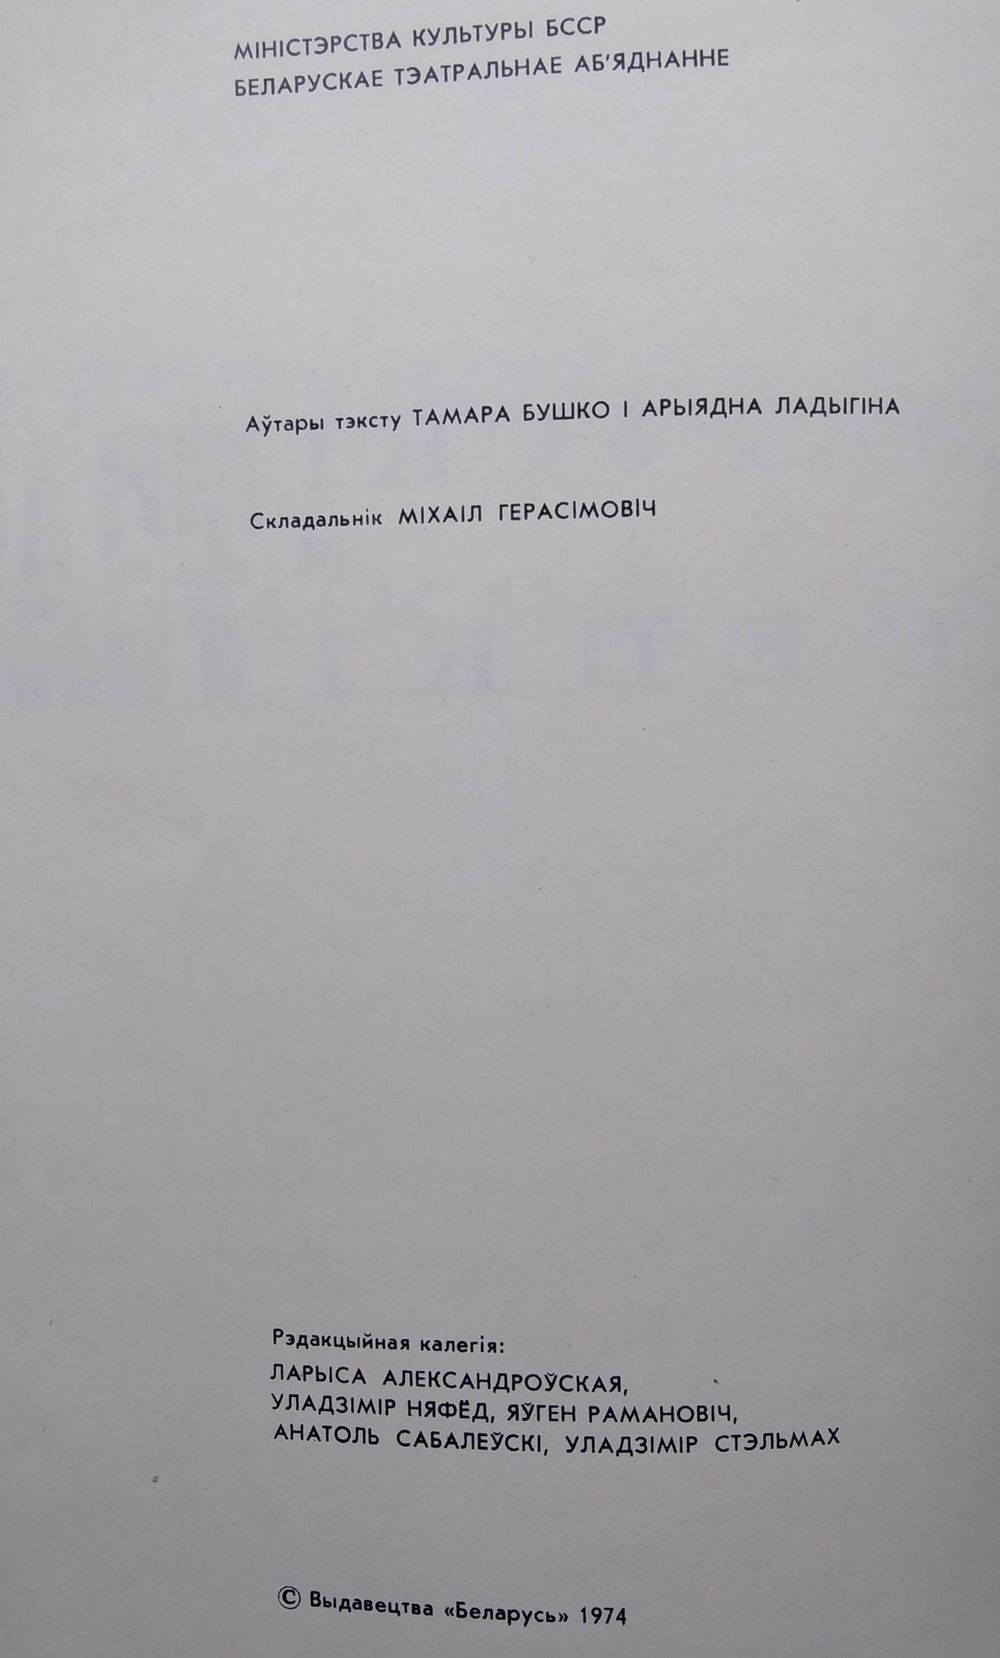 МІНІСТЭРСТВА КУЛЬТУРЫ БССР
БЕЛАРУСКАЕ ТЭАТРАЛЬНАЕ АБ'ЯДНАННЕ
Аўтары тэксту ТАМАРА БУШКО І АРЫЯДНА ЛАДЫГІНА
Складальнік МІХАІЛ ГЕРАСІМОВІЧ
Рэдакцыйная калегія:
ЛАРЫСА АЛЕКСАНДРОЎСКАЯ,
УЛАДЗІМІР НЯФЁД, ЯЎГЕН РАМАНОВІЧ,
АНАТОЛЬ САБАЛЕЎСКІ, УЛАДЗІМІР СТЭЛЬМАХ
© Выдавецтва «Беларусь» 1974